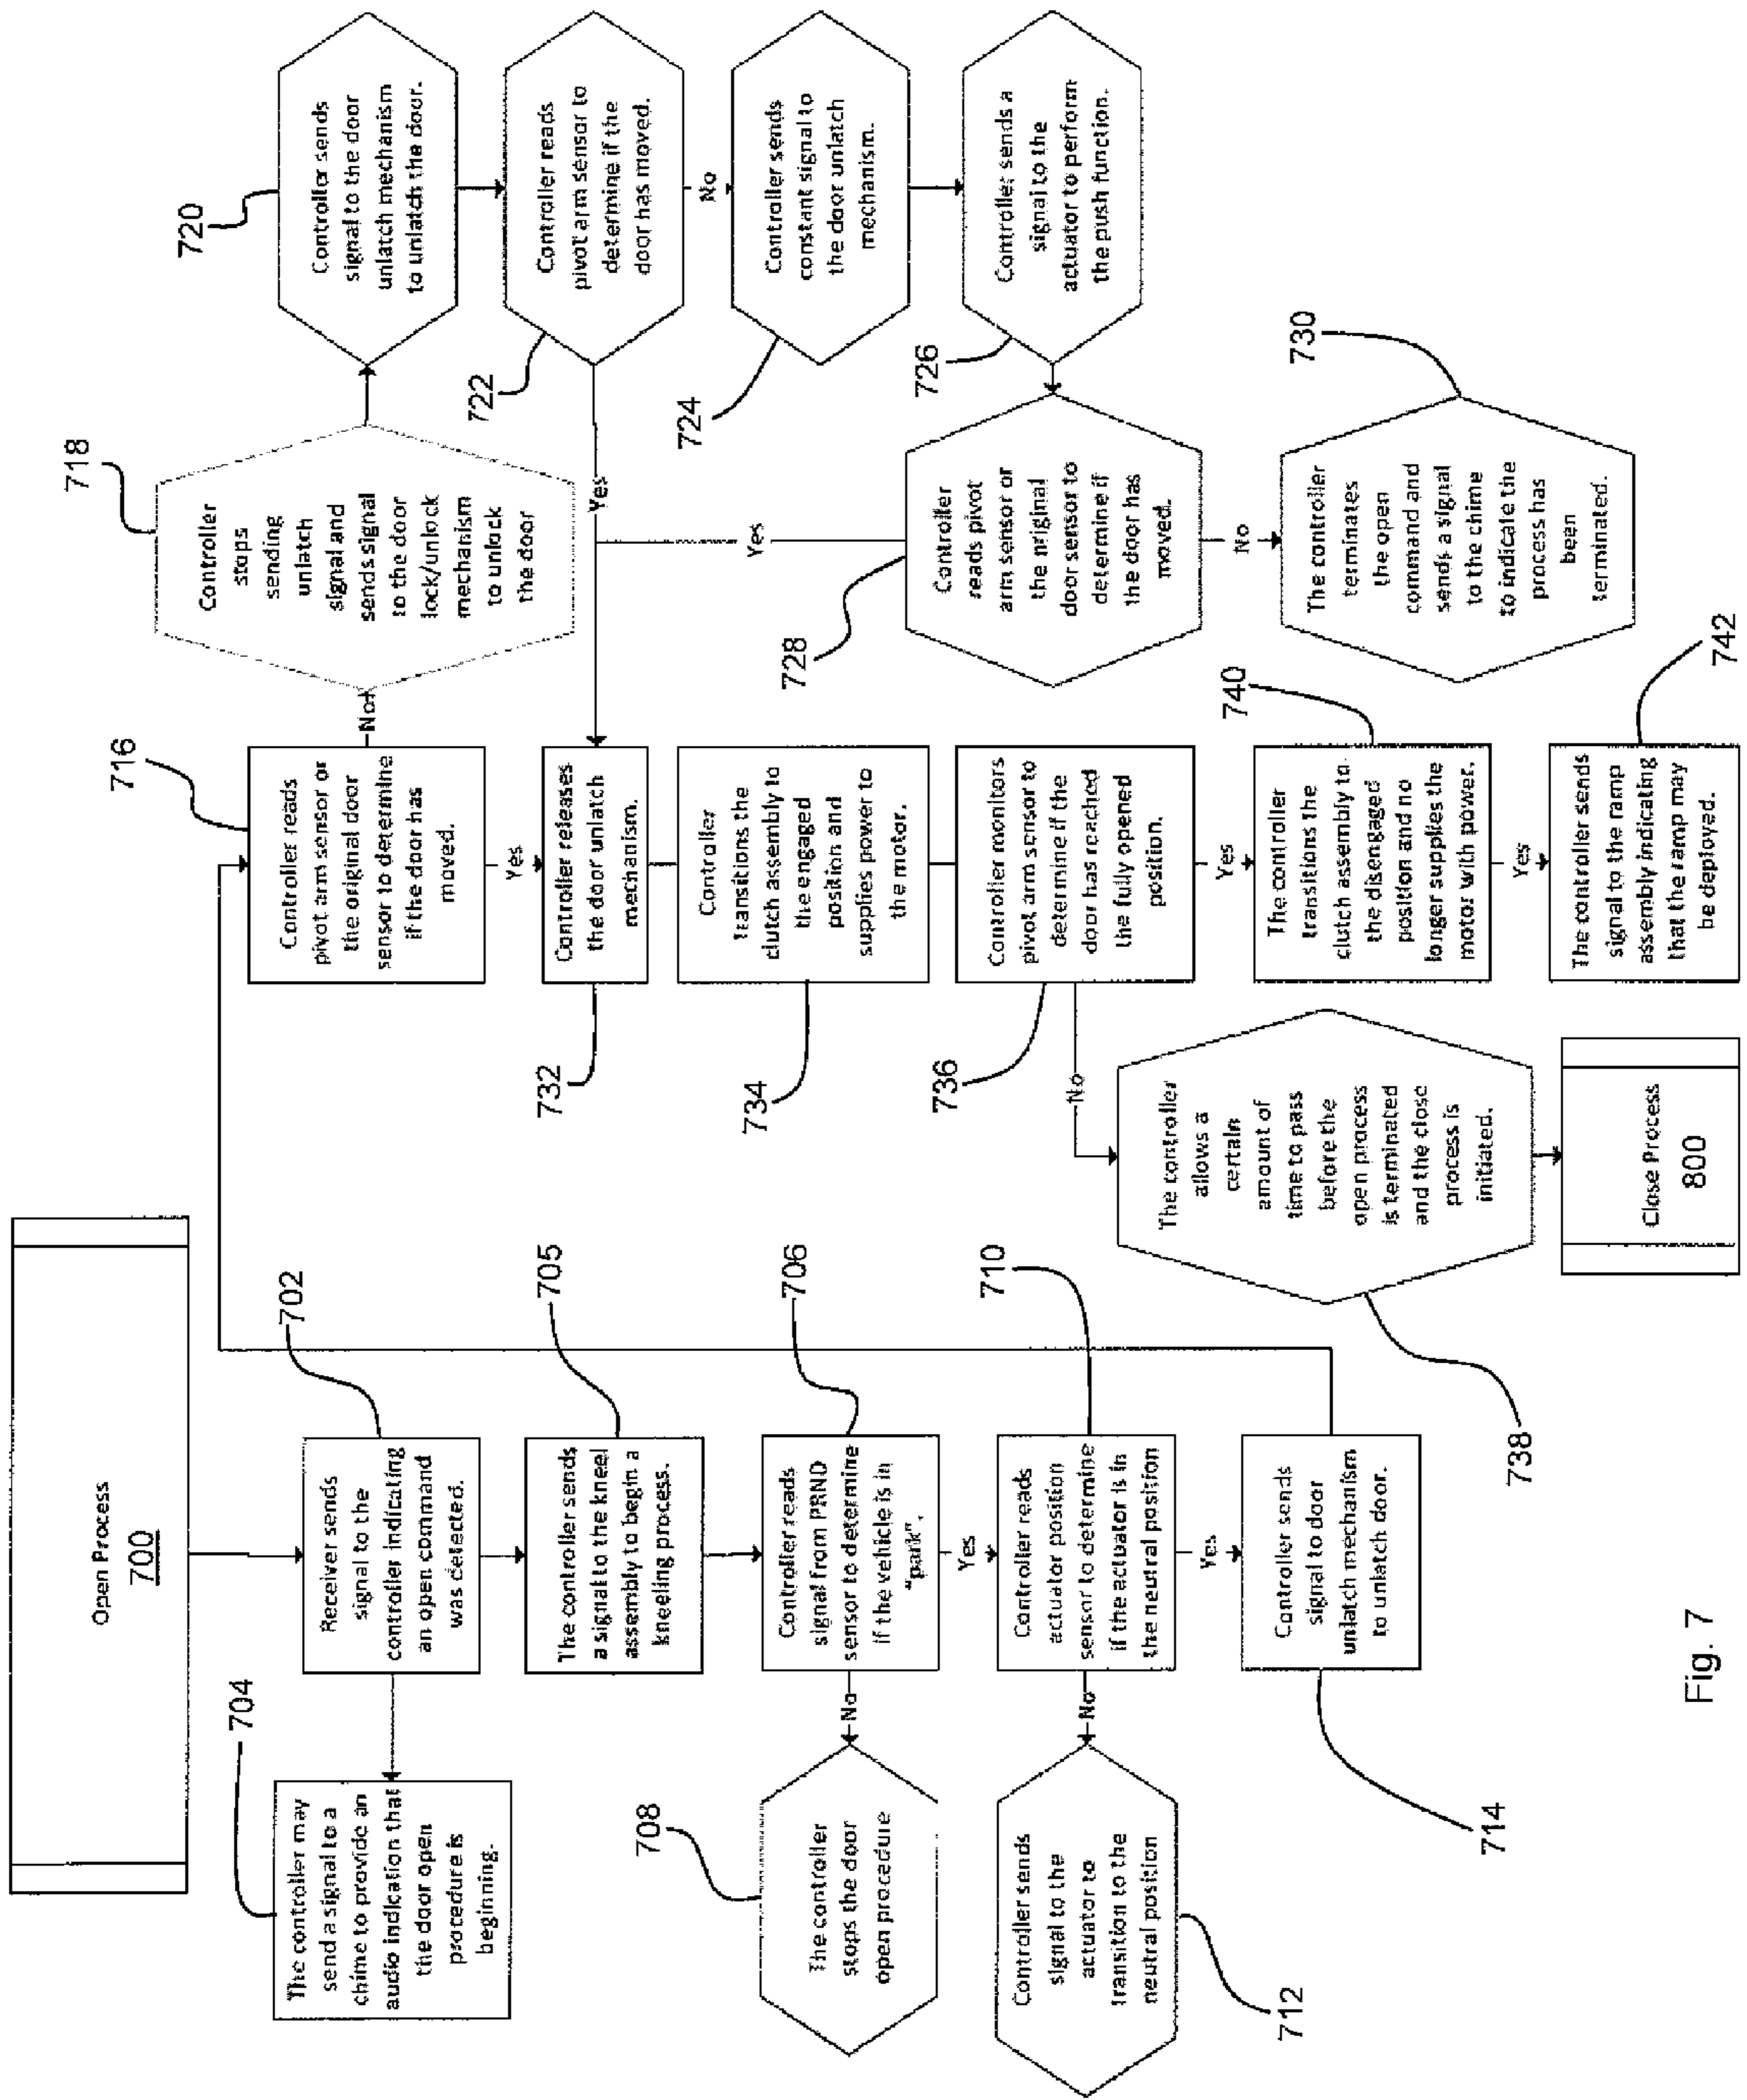 Open Process
700
702
Receiver sends
signal to the
controller indicating
an open command
was detected.
704
The controller may
send a signal to a
chime to provide an
audio indication that
the door open
procedure is
beginning.
705
The controller sends
a signal to the kneel
assembly to begin a
kneeling process.
706
Controller reads
signal from PRND
sensor to determine
if the vehicle is in
"park".
No
708
The controller
stops the door
open procedure
Yes
710
Controller reads
actuator position
sensor to determine
if the actuator is in
the neutral position
No
712
Controller sends
signal to the
actuator to
transition to the
neutral position
Yes
714
Controller sends
signal to door
unlatch mechanism
to unlatch door.
716
Controller reads
pivot arm sensor or
the original door
sensor to determine
if the door has
moved.
No
718
Controller
stops
sending
unlatch
signal and
sends signal
to the door
lock/unlock
mechanism
to unlock
the door
720
Controller sends
signal to the door
unlatch mechanism
to unlatch the door.
722
Controller reads
pivot arm sensor to
determine if the
door has moved.
Yes
No
724
Controller sends
constant signal to
the door unlatch
mechanism.
726
Controller sends a
signal to the
actuator to perform
the push function.
728
Controller
reads pivot
arm sensor or
the original
door sensor to
determine if
the door has
moved.
Yes
No
730
The controller
terminates
the open
command and
sends a signal
to the chime
to indicate the
process has
been
terminated.
Yes
732
Controller releases
the door unlatch
mechanism.
734
Controller
transitions the
clutch assembly to
the engaged
position and
supplies power to
the motor.
736
Controller monitors
pivot arm sensor to
determine if the
door has reached
the fully opened
position.
No
738
The controller
allows a
certain
amount of
time to pass
before the
open process
is terminated
and the close
process is
initiated.
Close Process
800
Yes
740
The controller
transitions the
clutch assembly to
the disengaged
position and no
longer supplies the
motor with power.
Yes
742
The controller sends
signal to the ramp
assembly indicating
that the ramp may
be deployed.
Fig. 7